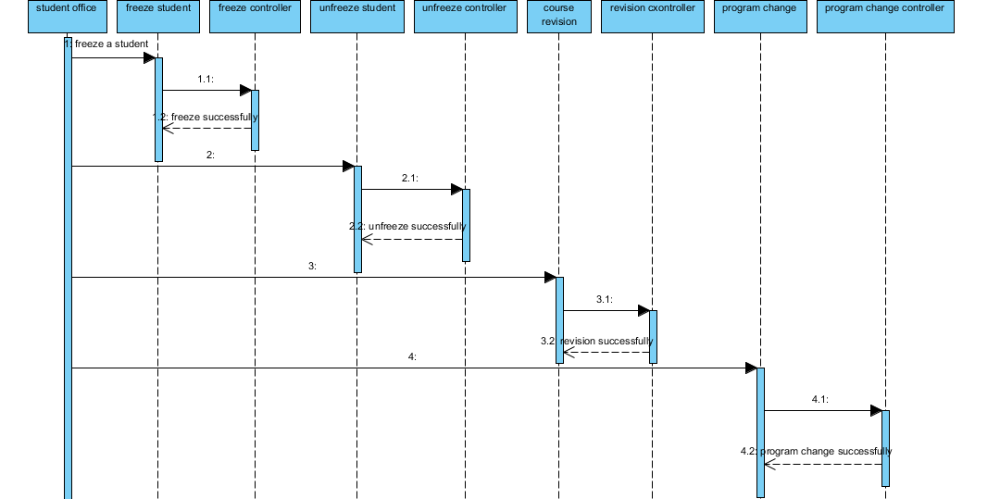 student office
freeze student
freeze controller
unfreeze student
unfreeze controller
course
revision
revision cxontroller
program change
program change controller
1: freeze a student
1.1:
1.2: freeze successfully
2:
2.1:
2.2: unfreeze successfully
3:
3.1:
3.2: revision successfully
4:
4.1:
4.2: program change successfully